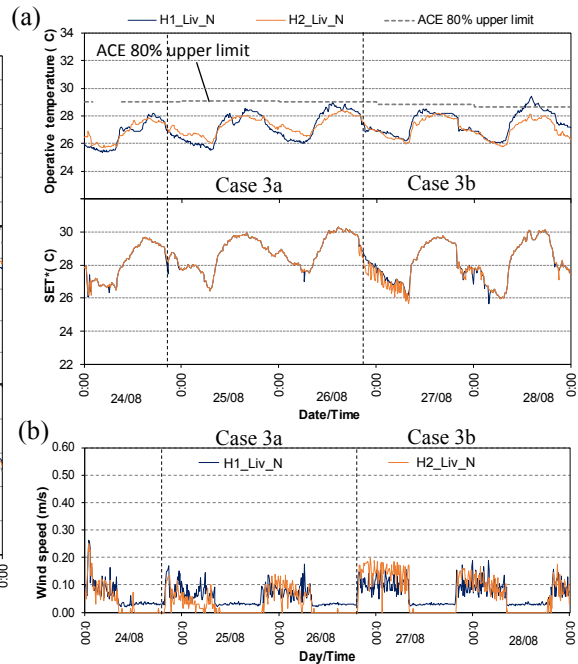 (a)
H1_Liv_N H2_Liv_N ACE 80% upper limit
34
32
30
28
26
24
Operative temperature ( C)
ACE 80% upper limit
Case 3a Case 3b
30
28
26
24
22
SET*( C)
0:00 0:00 0:00 0:00 0:00 0:00
24/08 25/08 26/08 27/08 28/08
Date/Time
(b)
Case 3a Case 3b
H1_Liv_N H2_Liv_N
0.60
0.50
0.40
0.30
0.20
0.10
0.00
Wind speed (m/s)
0:00 0:00 0:00 0:00 0:00 0:00
24/08 25/08 26/08 27/08 28/08
Day/Time
0:00